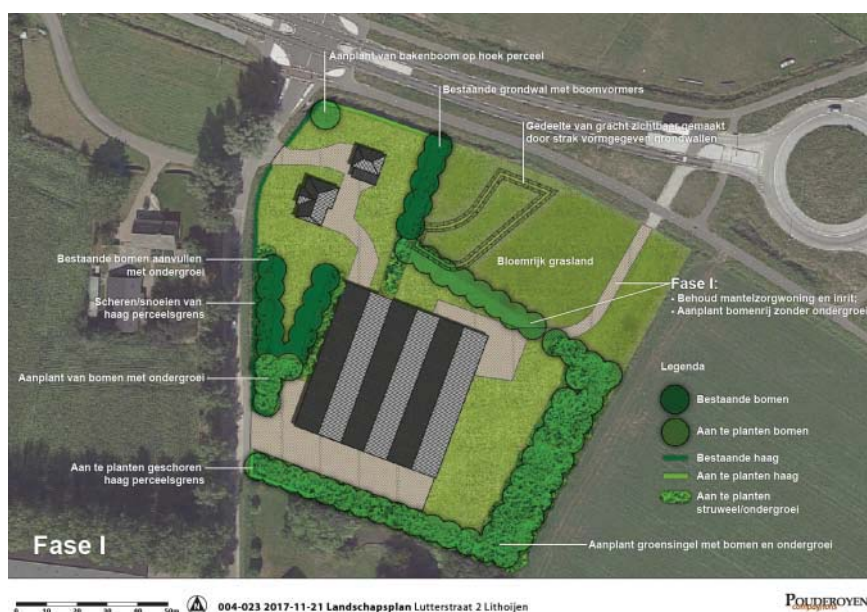 Aanplant van bakenboom op hoek perceel
Bestaande grondwal met boomvormers
Gedeelte van gracht zichtbaar gemaakt
door strak vormgegeven grondwallen
Bloemrijk grasland
Bestaande bomen aanvullen
met ondergroei
Scheren/snoeien van
haag perceelsgrens
Fase I:
- Behoud mantelzorgwoning en inrit;
- Aanplant bomenrij zonder ondergroei
Aanplant van bomen met ondergroei
Aan te planten geschoren
haag perceelsgrens
Legenda
Bestaande bomen
Aan te planten bomen
Bestaande haag
Aan te planten haag
Aan te planten
struweel/ondergroei
Aanplant groensingel met bomen en ondergroei
Fase I
0 10 20 30 40 50m
004-023 2017-11-21 Landschapsplan Lutterstraat 2 Lithoijen
POUDEROYEN
compagnons